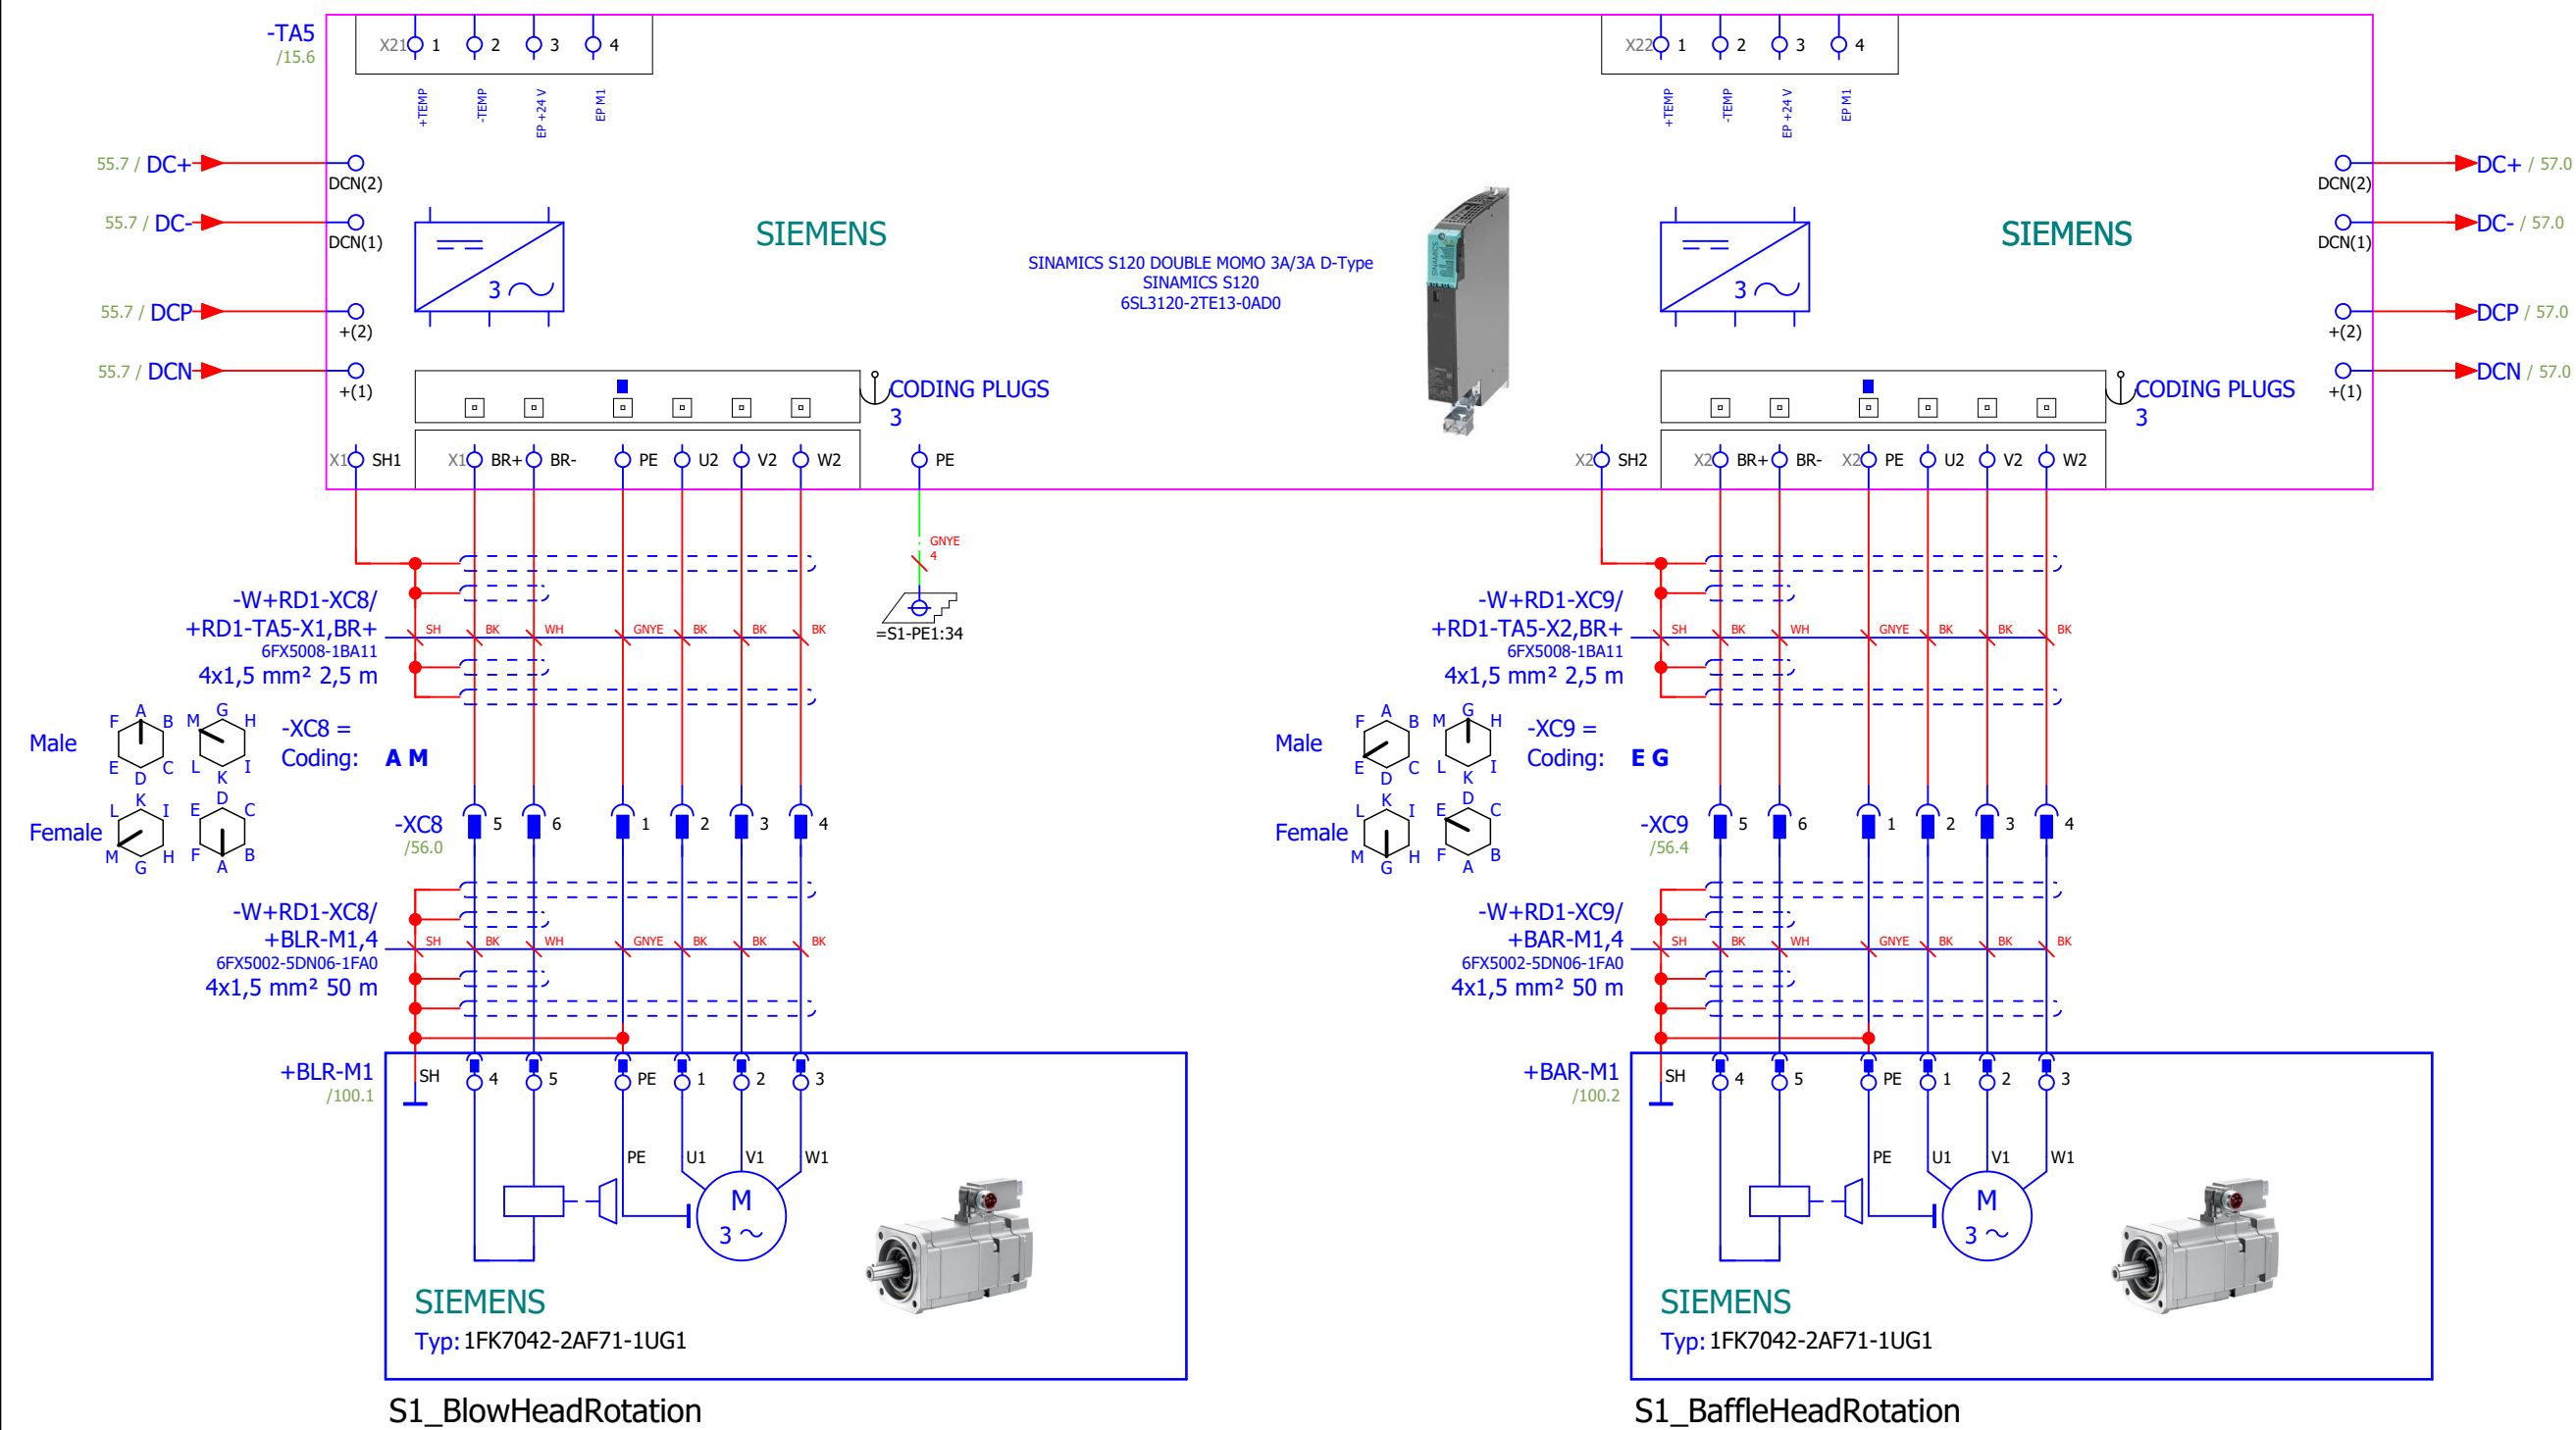 -TA5
/15.6
X21 1 2 3 4
+TEMP
-TEMP
EP +24 V
EP M1
X22 1 2 3 4
+TEMP
-TEMP
EP +24 V
EP M1
55.7 / DC+
DCN(2)
55.7 / DC-
DCN(1)
55.7 / DCP
+(2)
55.7 / DCN
+(1)
3
SIEMENS
SINAMICS S120 DOUBLE MOMO 3A/3A D-Type
SINAMICS S120
6SL3120-2TE13-0AD0
SINAMICS
3
SIEMENS
DC+ / 57.0
DCN(2)
DC- / 57.0
DCN(1)
DCP / 57.0
+(2)
DCN / 57.0
+(1)
CODING PLUGS
3
CODING PLUGS
3
X1 SH1 X1 BR+ BR- PE U2 V2 W2 PE
X2 SH2 X2 BR+ BR- X2 PE U2 V2 W2
GNYE
4
=S1-PE1:34
-W+RD1-XC8/
+RD1-TA5-X1,BR+
6FX5008-1BA11
4x1,5 mm² 2,5 m
SH BK WH GNYE BK BK BK
-W+RD1-XC9/
+RD1-TA5-X2,BR+
6FX5008-1BA11
4x1,5 mm² 2,5 m
SH BK WH GNYE BK BK BK
Male
F A B
E D C
M G H
L K I
-XC8 =
Coding: A M
Female
L K I
M G H
E D C
F A B
-XC8
/56.0
5 6 1 2 3 4
Male
F A B
E D C
M G H
L K I
-XC9 =
Coding: E G
Female
L K I
M G H
E D C
F A B
-XC9
/56.4
5 6 1 2 3 4
-W+RD1-XC8/
+BLR-M1,4
6FX5002-5DN06-1FA0
4x1,5 mm² 50 m
SH BK WH GNYE BK BK BK
-W+RD1-XC9/
+BAR-M1,4
6FX5002-5DN06-1FA0
4x1,5 mm² 50 m
SH BK WH GNYE BK BK BK
+BLR-M1
/100.1
SH 4 5 PE 1 2 3
PE U1 V1 W1
M
3
SIEMENS
Typ: 1FK7042-2AF71-1UG1
S1_BlowHeadRotation
+BAR-M1
/100.2
SH 4 5 PE 1 2 3
PE U1 V1 W1
M
3
SIEMENS
Typ: 1FK7042-2AF71-1UG1
S1_BaffleHeadRotation